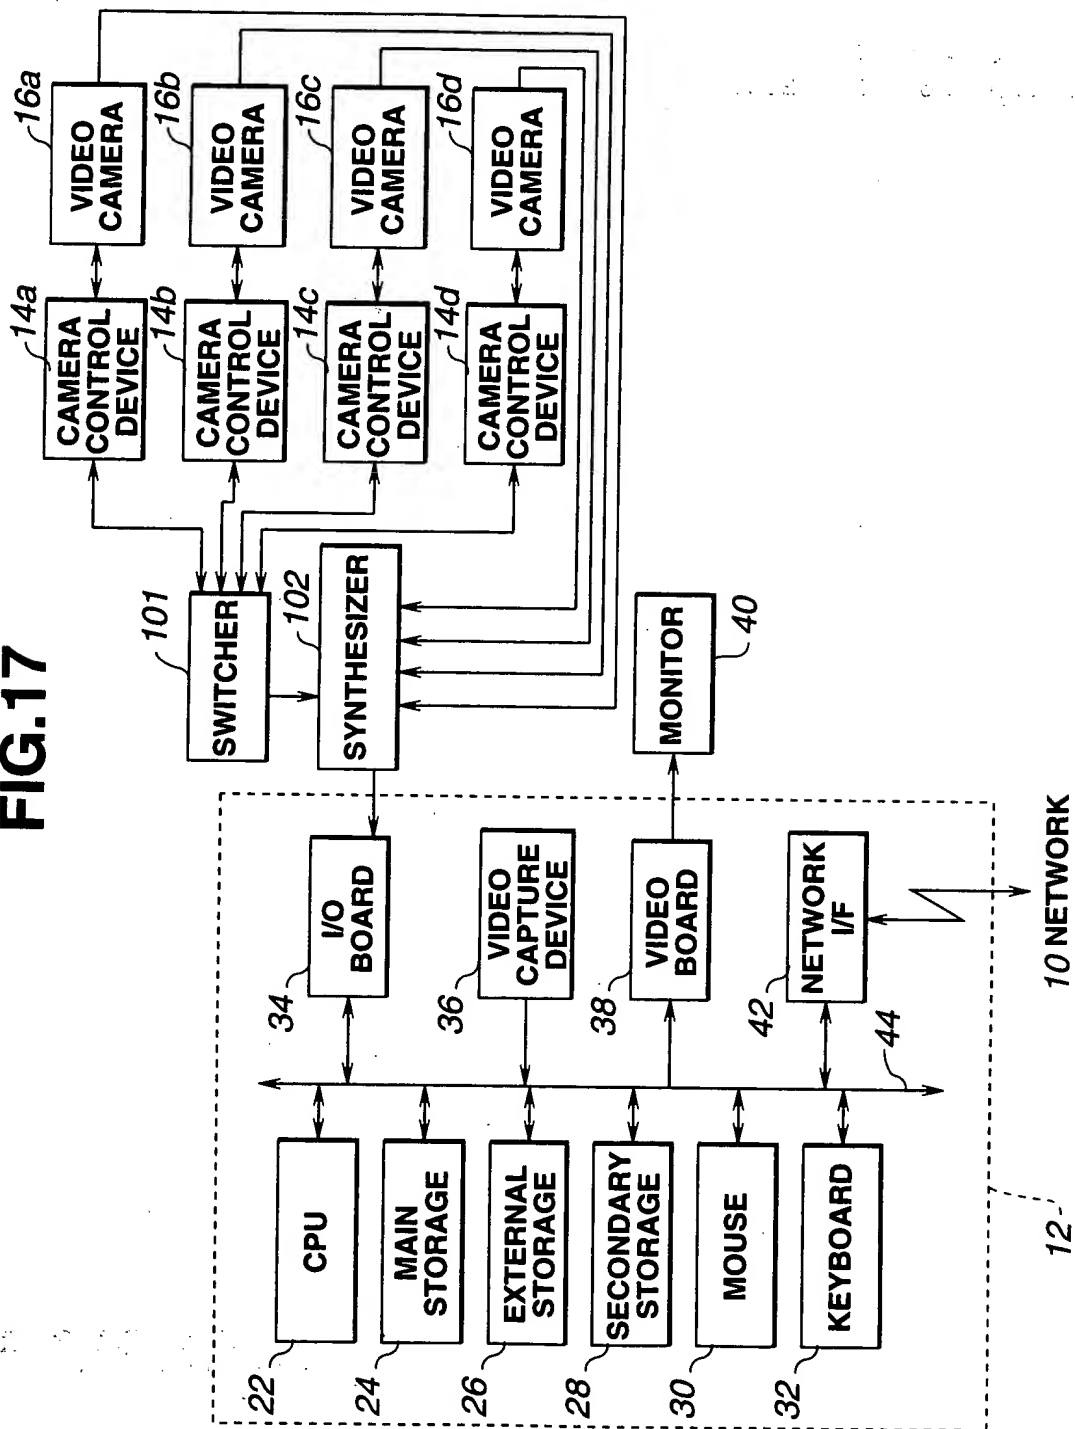 FIG.17
22
CPU
24
MAIN
STORAGE
26
EXTERNAL
STORAGE
28
SECONDARY
STORAGE
30
MOUSE
32
KEYBOARD
34
I/O
BOARD
36
VIDEO
CAPTURE
DEVICE
38
VIDEO
BOARD
42
NETWORK
I/F
44
12
10 NETWORK
101
SWITCHER
102
SYNTHESIZER
MONITOR
40
14a
CAMERA
CONTROL
DEVICE
14b
CAMERA
CONTROL
DEVICE
14c
CAMERA
CONTROL
DEVICE
14d
CAMERA
CONTROL
DEVICE
16a
VIDEO
CAMERA
16b
VIDEO
CAMERA
16c
VIDEO
CAMERA
16d
VIDEO
CAMERA